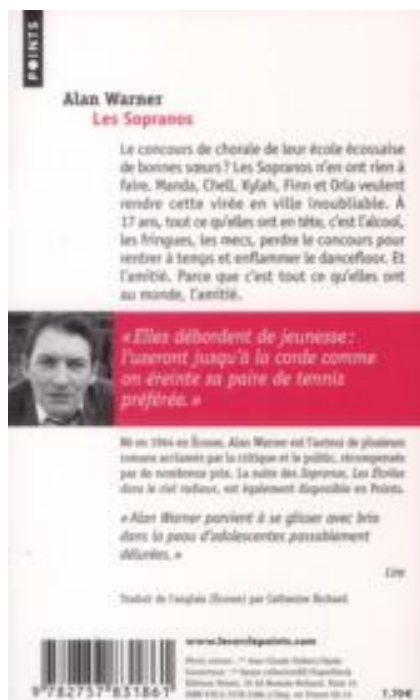 POINTS
Alan Warner
Les Sopranos
Le concours de chorale de leur école écossaise
de bonnes sœurs ? Les Sopranos n'en ont rien à
faire. Manda, Chell, Kylah, Finn et Orla veulent
rendre cette virée en ville inoubliable. À
17 ans, tout ce qu'elles ont en tête, c'est l'alcool,
les fringues, les mecs, perdre le concours pour
rentrer à temps et enflammer le dancefloor. Et
l'amitié. Parce que c'est tout ce qu'elles ont
au monde, l'amitié.
« Elles débordent de jeunesse :
l'useront jusqu'à la corde comme
on éreinte sa paire de tennis
préférée. »
Né en 1964 en Écosse, Alan Warner est l'auteur de plusieurs
romans acclamés par la critique et le public, récompensés
par de nombreux prix. La suite des Sopranos, Les Étoiles
dans le ciel radieux, est également disponible en Points.
« Alan Warner parvient à se glisser avec brio
dans la peau d'adolescentes passablement
délurées. »
Lire
Traduit de l'anglais (Écosse) par Catherine Richard
www.lecerclepoints.com
9782757831861
7,70€